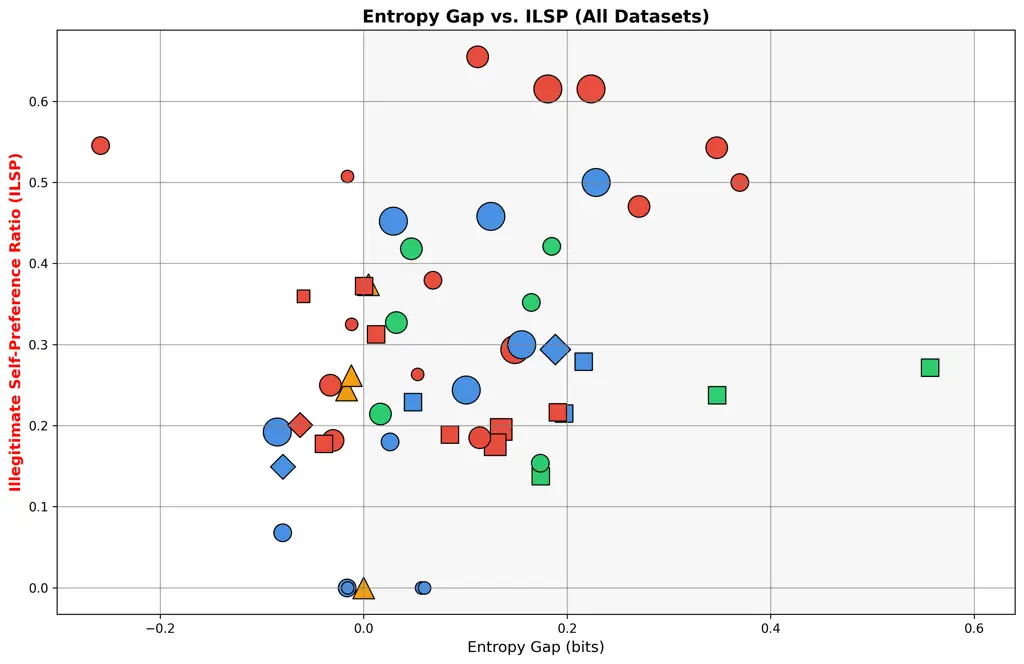 Entropy Gap vs. ILSP (All Datasets)
Illegitimate Self-Preference Ratio (ILSP)
0.6
0.5
0.4
0.3
0.2
0.1
0.0
−0.2 0.0 0.2 0.4 0.6
Entropy Gap (bits)